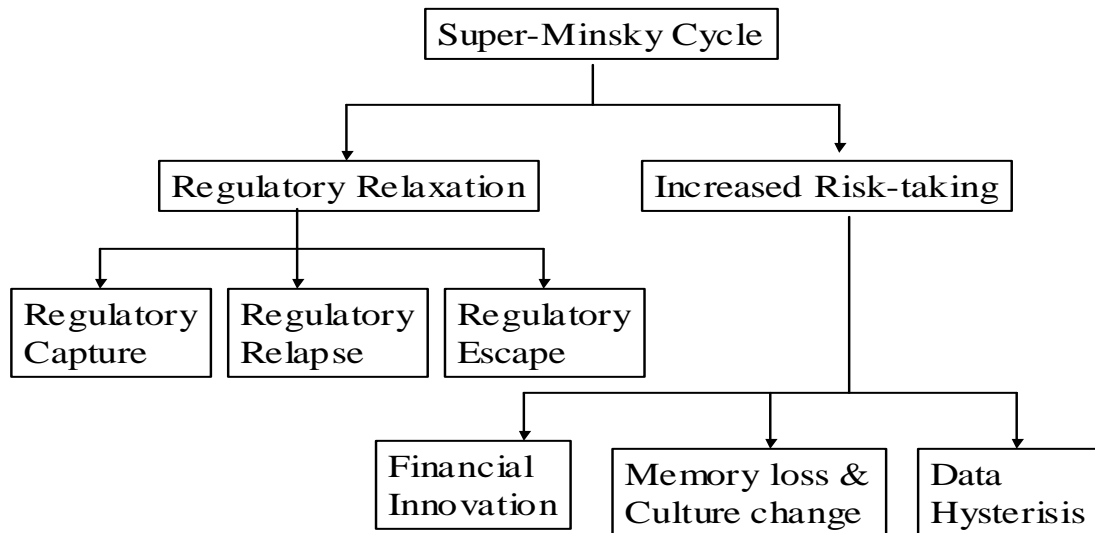 Super-Minsky Cycle
Regulatory Relaxation
Increased Risk-taking
Regulatory
Capture
Regulatory
Relapse
Regulatory
Escape
Financial
Innovation
Memory loss &
Culture change
Data
Hysterisis